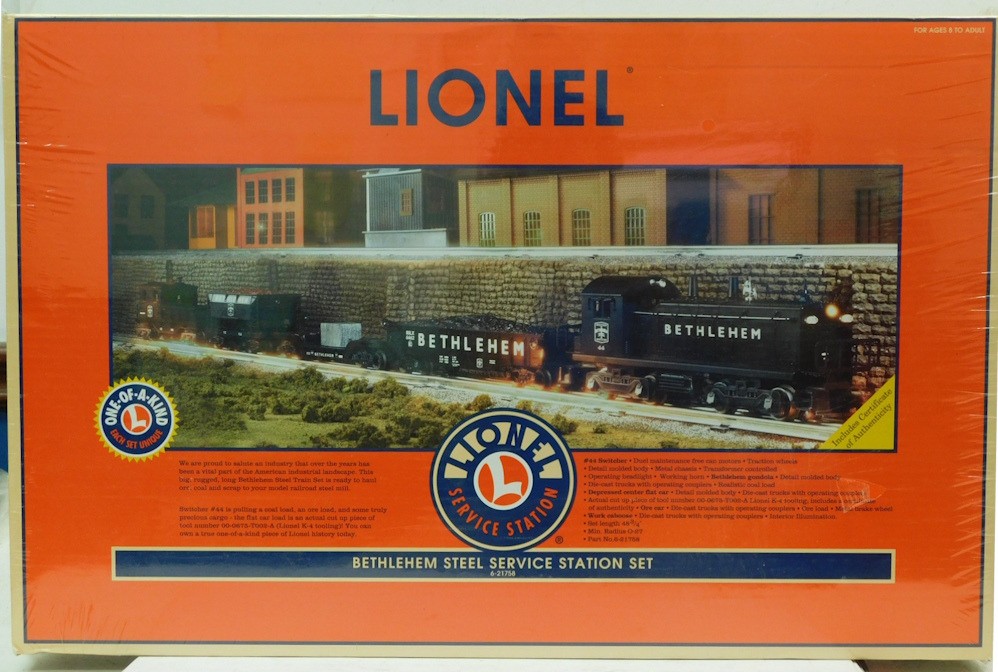 FOR AGES 8 TO ADULT
LIONEL®
BETHLEHEM
BETHLEHEM
44
BETHLEHEM
Includes Certificate
of Authenticity
ONE-OF-A-KIND
L
EACH SET UNIQUE
LIONEL
L
SERVICE STATION
®
We are proud to salute an industry that over the years has
been a vital part of the American industrial landscape. This
big, rugged, long Bethlehem Steel Train Set is ready to haul
ore, coal and scrap to your model railroad steel mill.
Switcher #44 is pulling a coal load, an ore load, and some truly
precious cargo - the flat car load is an actual cut up piece of
tool number 00-0675-T005-A (Lionel K-4 tooling)! You can
own a true one-of-a-kind piece of Lionel history today.
#44 Switcher • Dual maintenance free can motors • Traction wheels
• Detail molded body • Metal chassis • Transformer controlled
• Operating headlight • Working horn • Bethlehem gondola • Detail molded body
• Die-cast trucks with operating couplers • Realistic coal load
• Depressed center flat car • Detail molded body • Die-cast trucks with operating couplers
Actual cut up piece of tool number 00-0675-T005-A Lionel K-4 tooling, includes certificate
of authenticity • Ore car • Die-cast trucks with operating couplers • Ore load • Metal brake wheel
• Work caboose • Die-cast trucks with operating couplers • Interior Illumination
• Set length
• Min. Radius O-27
• Part No. 6-21758
BETHLEHEM STEEL SERVICE STATION SET
6-21758